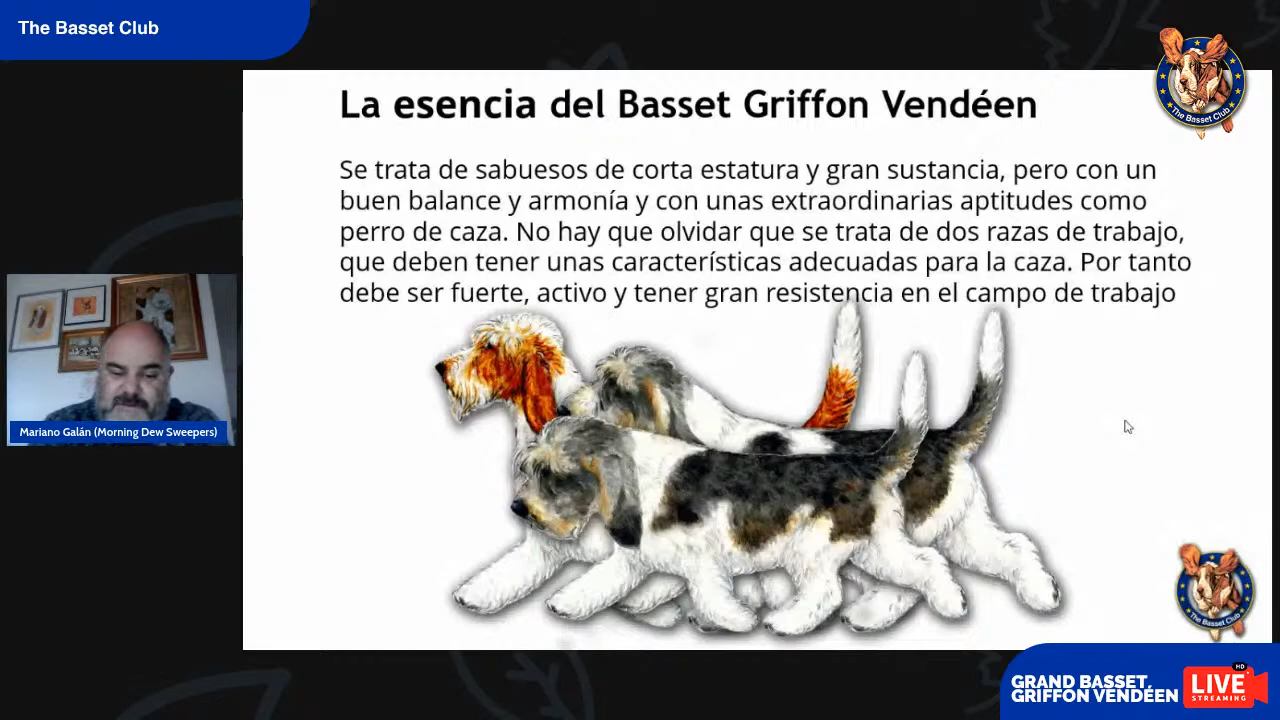 The Basset Club
La esencia del Basset Griffon Vendéen
Se trata de sabuesos de corta estatura y gran sustancia, pero con un
buen balance y armonía y con unas extraordinarias aptitudes como
perro de caza. No hay que olvidar que se trata de dos razas de trabajo,
que deben tener unas características adecuadas para la caza. Por tanto
debe ser fuerte, activo y tener gran resistencia en el campo de trabajo
The Basset Club
Mariano Galán (Morning Dew Sweepers)
The Basset Club
GRAND BASSET
GRIFFON VENDÉEN
HD
LIVE
STREAMING